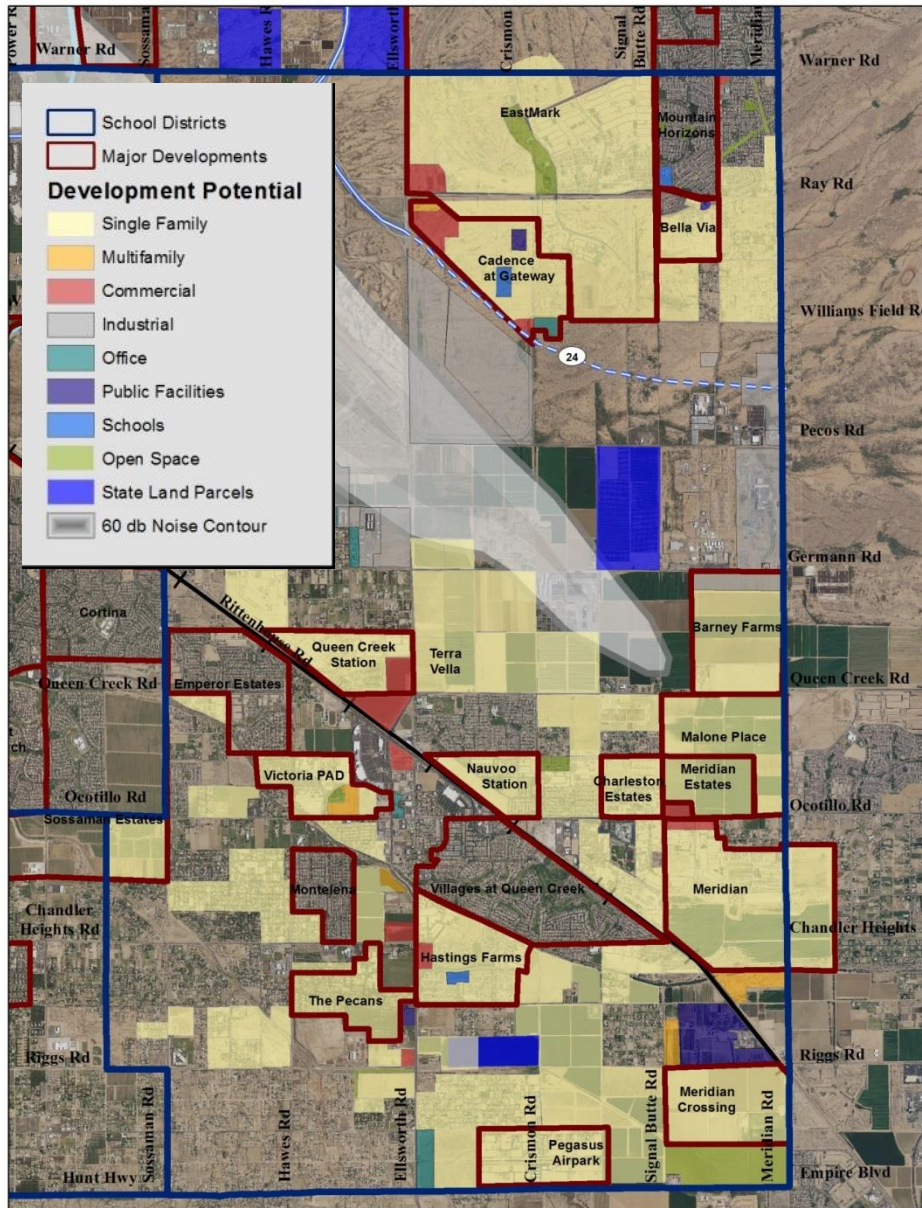 Power R
Warner Rd
Sossama
Hawes R
Ellsworth
Crismon
Signal
Butte Rd
Meridian
Warner Rd
School Districts
Major Developments
Development Potential
Single Family
Multifamily
Commercial
Industrial
Office
Public Facilities
Schools
Open Space
State Land Parcels
60 db Noise Contour
EastMark
Mountain
Horizons
Ray Rd
Bella Via
Cadence
at Gateway
Williams Field R
24
Pecos Rd
Germann Rd
Cortina
Rittenhouse Rd
Barney Farms
Queen Creek
Station
Terra
Vella
Queen Creek Rd
Emperor Estates
Queen Creek Rd
Malone Place
Victoria PAD
Nauvoo
Station
Charleston
Estates
Meridian
Estates
Ocotillo Rd
Ocotillo Rd
Sossaman Estates
ch
Montelena
Villages at Queen Creek
Meridian
Chandler
Heights Rd
Chandler Heights
Hastings Farms
The Pecans
Riggs Rd
Riggs Rd
Sossaman Rd
Hawes Rd
Ellsworth Rd
Crismon Rd
Signal Butte Rd
Meridian Rd
Meridian
Crossing
Pegasus
Airpark
Hunt Hwy
Empire Blvd